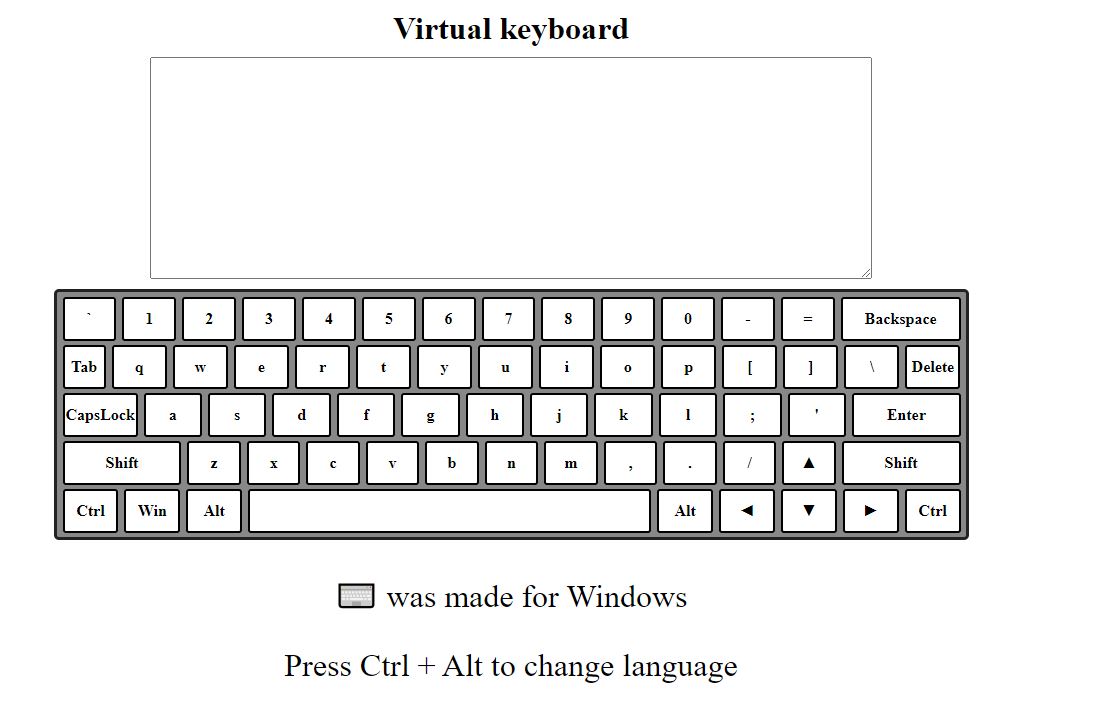 Virtual keyboard
` 1 2 3 4 5 6 7 8 9 0 - = Backspace
Tab q w e r t y u i o p [ ] \ Delete
CapsLock a s d f g h j k l ; ' Enter
Shift z x c v b n m , . / ▲ Shift
Ctrl Win Alt Alt ◄ ▼ ► Ctrl
⌨ was made for Windows
Press Ctrl + Alt to change language